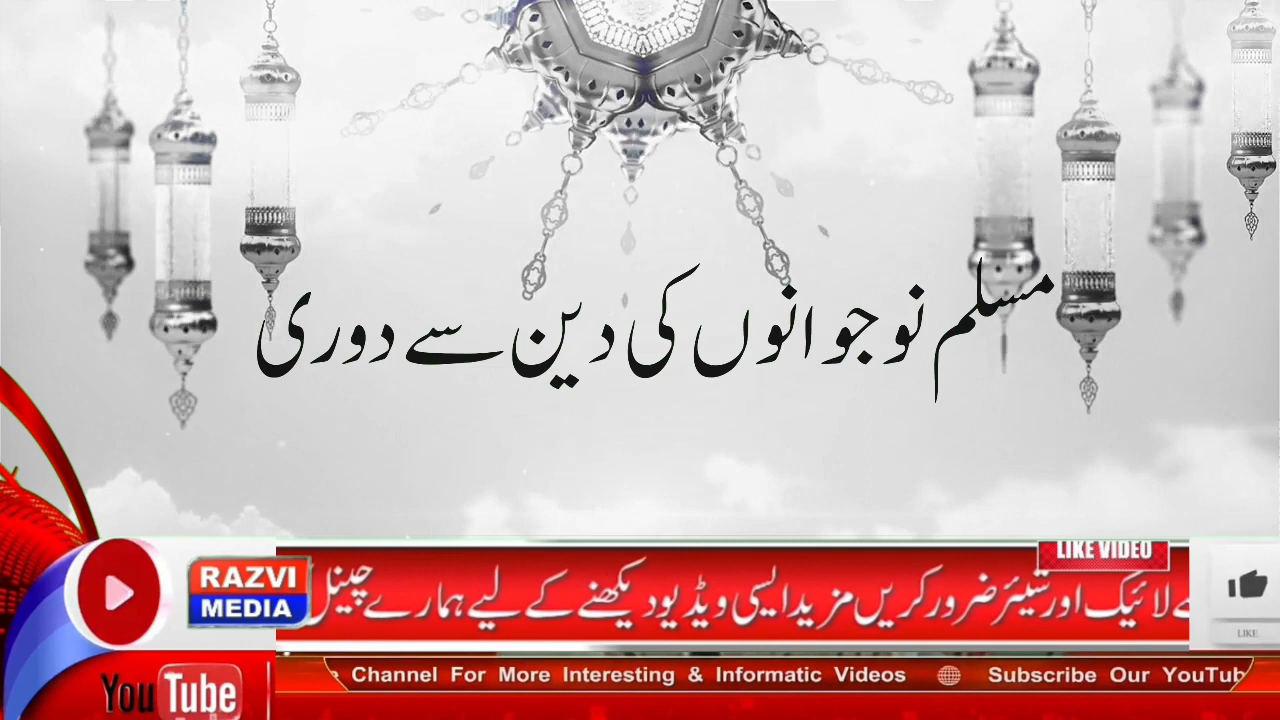 مسلم نوجوانوں کی دین سے دوری
LIKE VIDEO
RAZVI
MEDIA
لائیک اور شیئر ضرور کریں مزید ایسی ویڈیو دیکھنے کے لیے ہمارے چینل
LIKE
YouTube
Channel For More Interesting & Informatic Videos
Subscribe Our YouTub